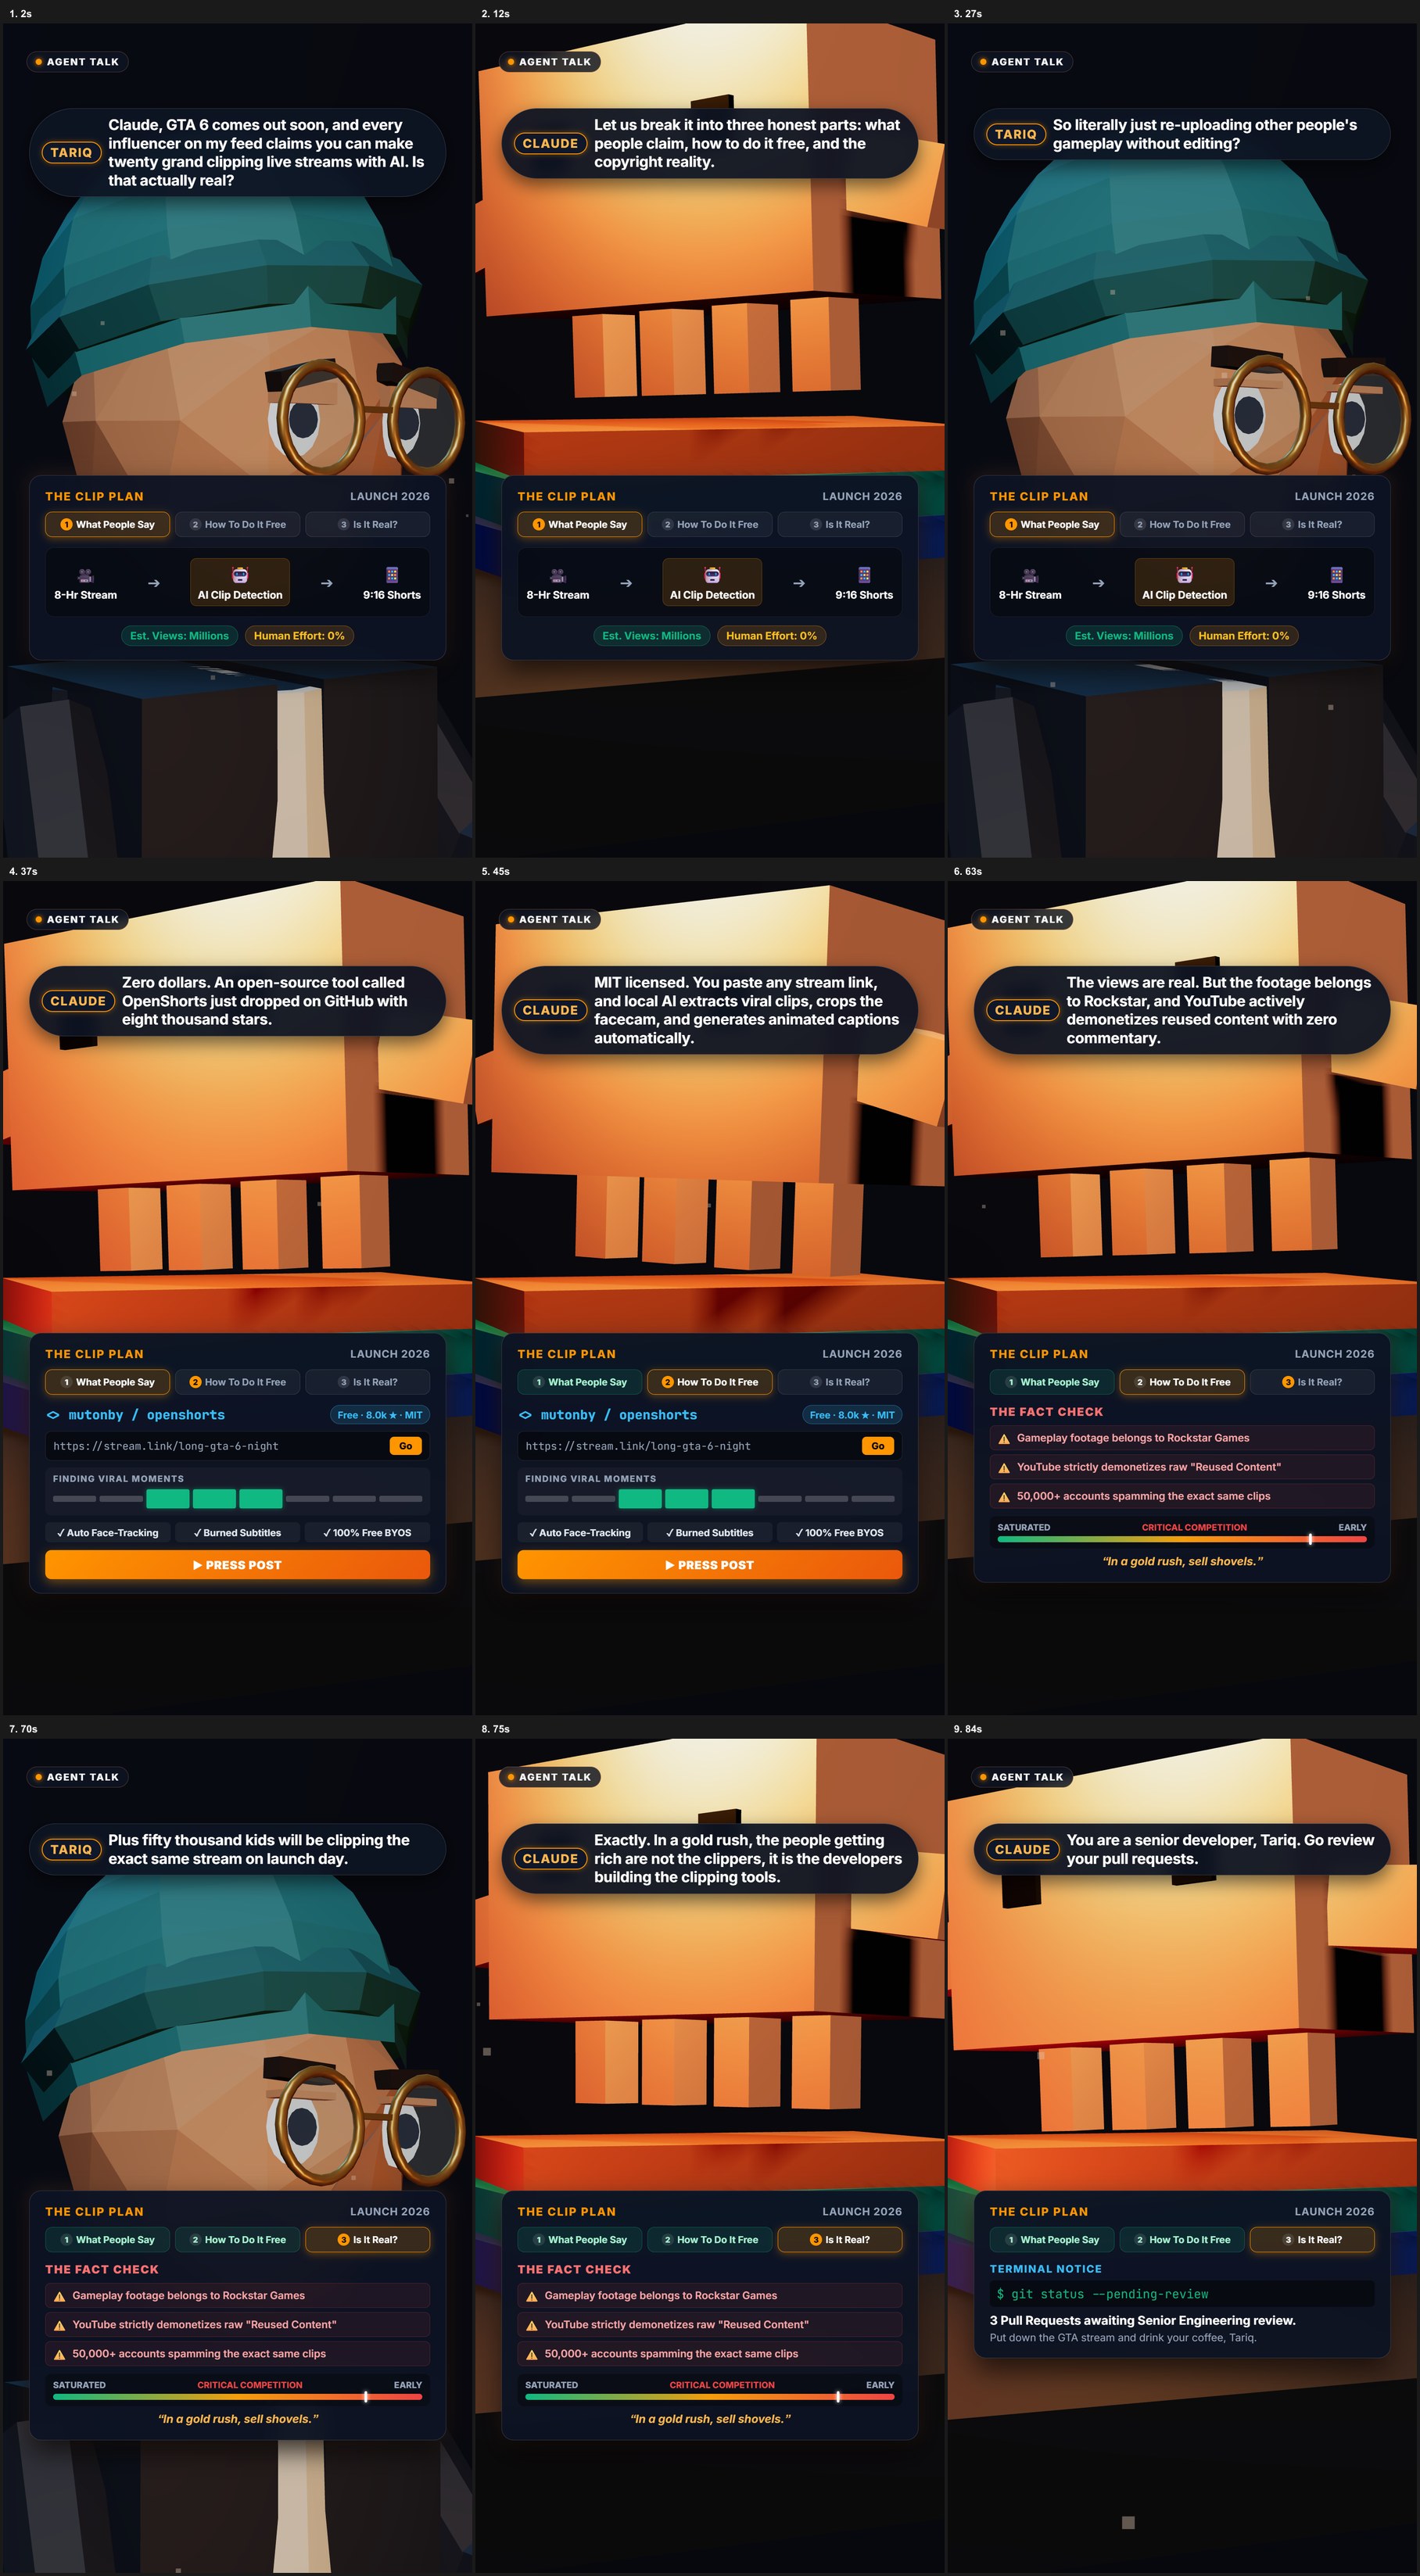 1. 2s
AGENT TALK
TARIQ
Claude, GTA 6 comes out soon, and every
influencer on my feed claims you can make
twenty grand clipping live streams with AI. Is
that actually real?
THE CLIP PLAN
LAUNCH 2026
1 What People Say
2 How To Do It Free
3 Is It Real?
8-Hr Stream
→
AI Clip Detection
→
9:16 Shorts
Est. Views: Millions
Human Effort: 0%
2. 12s
AGENT TALK
CLAUDE
Let us break it into three honest parts: what
people claim, how to do it free, and the
copyright reality.
THE CLIP PLAN
LAUNCH 2026
1 What People Say
2 How To Do It Free
3 Is It Real?
8-Hr Stream
→
AI Clip Detection
→
9:16 Shorts
Est. Views: Millions
Human Effort: 0%
3. 27s
AGENT TALK
TARIQ
So literally just re-uploading other people's
gameplay without editing?
THE CLIP PLAN
LAUNCH 2026
1 What People Say
2 How To Do It Free
3 Is It Real?
8-Hr Stream
→
AI Clip Detection
→
9:16 Shorts
Est. Views: Millions
Human Effort: 0%
4. 37s
AGENT TALK
CLAUDE
Zero dollars. An open-source tool called
OpenShorts just dropped on GitHub with
eight thousand stars.
THE CLIP PLAN
LAUNCH 2026
1 What People Say
2 How To Do It Free
3 Is It Real?
<> mutonby / openshorts
Free · 8.0k ★ · MIT
https://stream.link/long-gta-6-night
Go
FINDING VIRAL MOMENTS
✓ Auto Face-Tracking
✓ Burned Subtitles
✓ 100% Free BYOS
▶ PRESS POST
5. 45s
AGENT TALK
CLAUDE
MIT licensed. You paste any stream link,
and local AI extracts viral clips, crops the
facecam, and generates animated captions
automatically.
THE CLIP PLAN
LAUNCH 2026
1 What People Say
2 How To Do It Free
3 Is It Real?
<> mutonby / openshorts
Free · 8.0k ★ · MIT
https://stream.link/long-gta-6-night
Go
FINDING VIRAL MOMENTS
✓ Auto Face-Tracking
✓ Burned Subtitles
✓ 100% Free BYOS
▶ PRESS POST
6. 63s
AGENT TALK
CLAUDE
The views are real. But the footage belongs
to Rockstar, and YouTube actively
demonetizes reused content with zero
commentary.
THE CLIP PLAN
LAUNCH 2026
1 What People Say
2 How To Do It Free
3 Is It Real?
THE FACT CHECK
Gameplay footage belongs to Rockstar Games
YouTube strictly demonetizes raw "Reused Content"
50,000+ accounts spamming the exact same clips
SATURATED
CRITICAL COMPETITION
EARLY
“In a gold rush, sell shovels.”
7. 70s
AGENT TALK
TARIQ
Plus fifty thousand kids will be clipping the
exact same stream on launch day.
THE CLIP PLAN
LAUNCH 2026
1 What People Say
2 How To Do It Free
3 Is It Real?
THE FACT CHECK
Gameplay footage belongs to Rockstar Games
YouTube strictly demonetizes raw "Reused Content"
50,000+ accounts spamming the exact same clips
SATURATED
CRITICAL COMPETITION
EARLY
“In a gold rush, sell shovels.”
8. 75s
AGENT TALK
CLAUDE
Exactly. In a gold rush, the people getting
rich are not the clippers, it is the developers
building the clipping tools.
THE CLIP PLAN
LAUNCH 2026
1 What People Say
2 How To Do It Free
3 Is It Real?
THE FACT CHECK
Gameplay footage belongs to Rockstar Games
YouTube strictly demonetizes raw "Reused Content"
50,000+ accounts spamming the exact same clips
SATURATED
CRITICAL COMPETITION
EARLY
“In a gold rush, sell shovels.”
9. 84s
AGENT TALK
CLAUDE
You are a senior developer, Tariq. Go review
your pull requests.
THE CLIP PLAN
LAUNCH 2026
1 What People Say
2 How To Do It Free
3 Is It Real?
TERMINAL NOTICE
$ git status --pending-review
3 Pull Requests awaiting Senior Engineering review.
Put down the GTA stream and drink your coffee, Tariq.